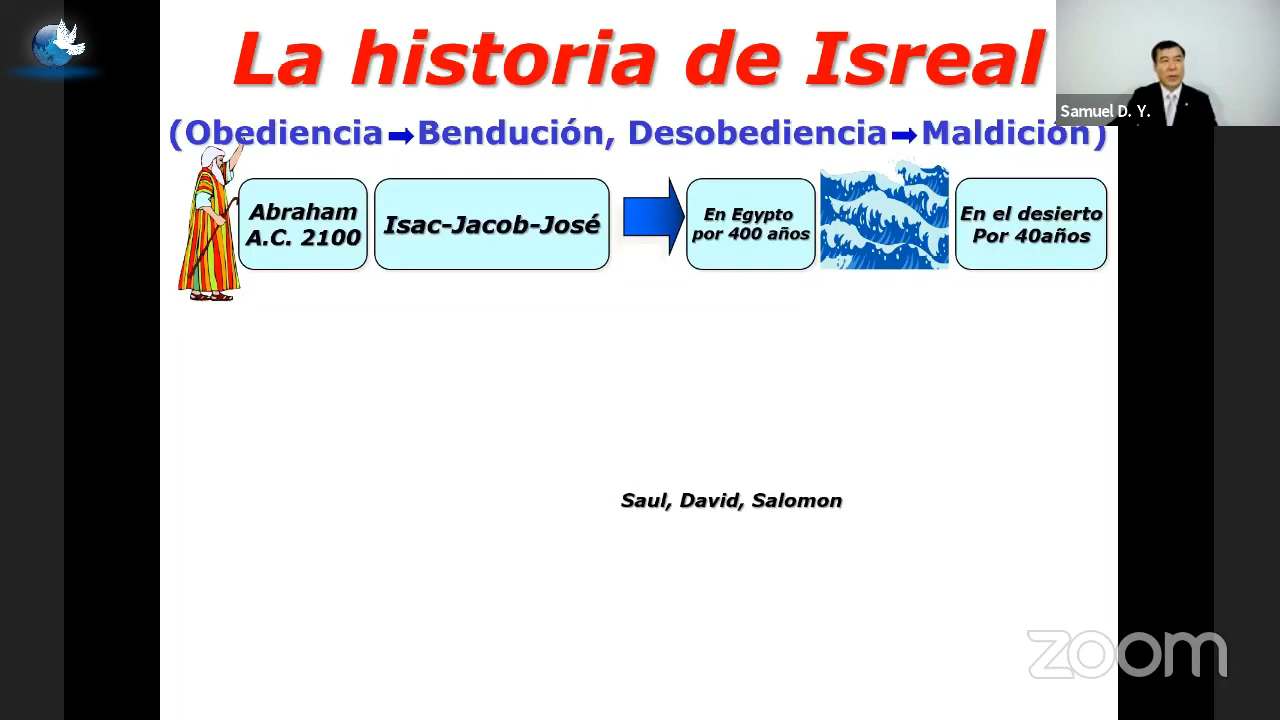 La historia de Isreal
Samuel D. Y.
(Obediencia➡Benducición, Desobediencia➡Maldición)
Abraham
A.C. 2100
Isac-Jacob-José
En Egypto
por 400 años
En el desierto
Por 40años
Saul, David, Salomon
zoom